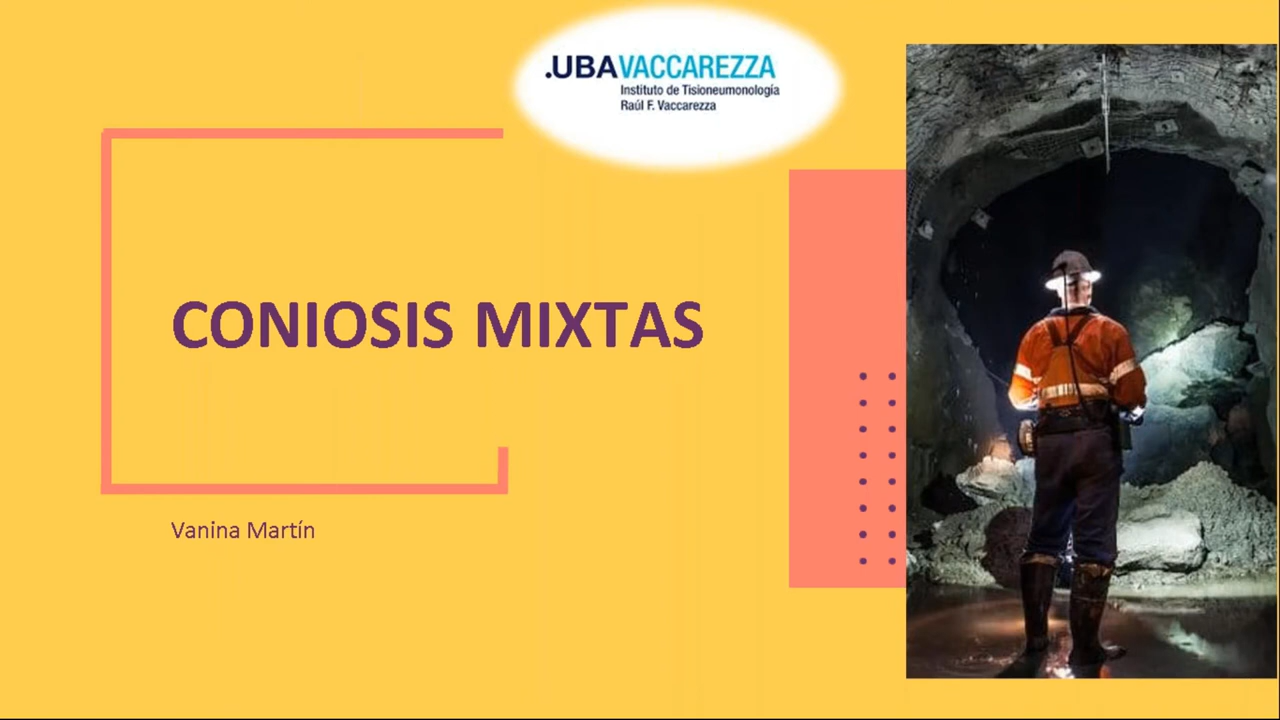 .UBAVACCAREZZA
Instituto de Tisioneumonología
Raúl F. Vaccarezza
CONIOSIS MIXTAS
Vanina Martín